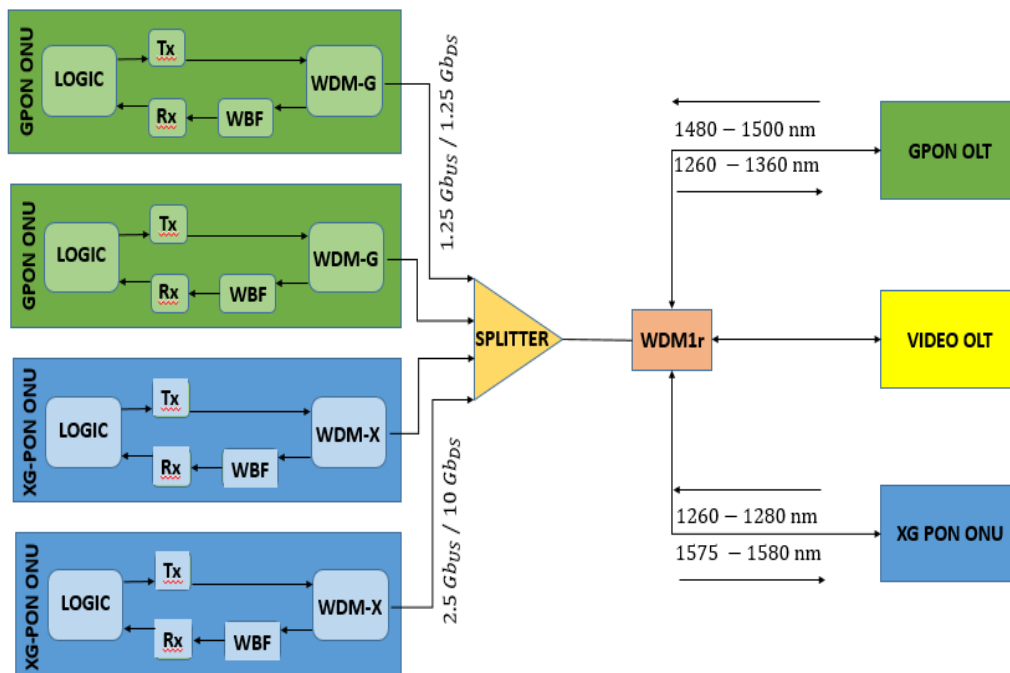 GPON ONU
LOGIC
Tx
Rx
WBF
WDM-G
1.25 Gb_US / 1.25 Gb_DS
GPON ONU
LOGIC
Tx
Rx
WBF
WDM-G
XG-PON ONU
LOGIC
Tx
Rx
WBF
WDM-X
XG-PON ONU
LOGIC
Tx
Rx
WBF
WDM-X
2.5 Gb_US / 10 Gb_DS
SPLITTER
WDM1r
1480 – 1500 nm
1260 – 1360 nm
GPON OLT
VIDEO OLT
1260 – 1280 nm
1575 – 1580 nm
XG PON ONU